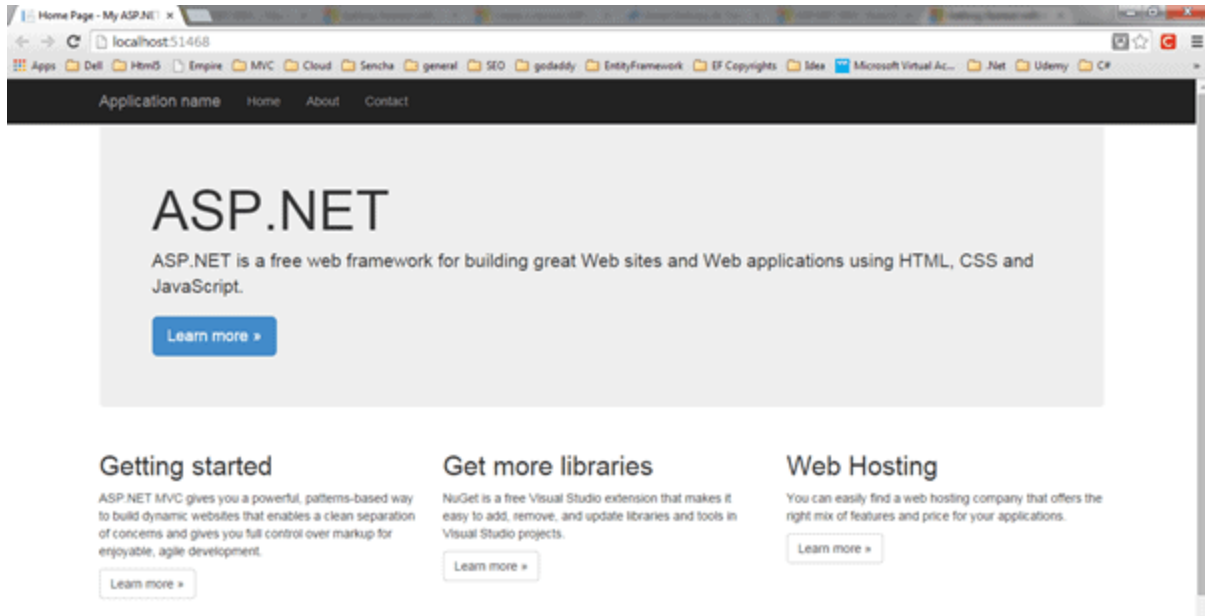 Home Page - My ASP.NET
localhost:51468
Apps Dell Html5 Empire MVC Cloud Sencha general SEO godaddy EntityFramework EF Copyrights Idea Microsoft Virtual Ac... .Net Udemy C# »
Application name Home About Contact
ASP.NET
ASP.NET is a free web framework for building great Web sites and Web applications using HTML, CSS and
JavaScript.
Learn more »
Getting started
ASP.NET MVC gives you a powerful, patterns-based way
to build dynamic websites that enables a clean separation
of concerns and gives you full control over markup for
enjoyable, agile development.
Learn more »
Get more libraries
NuGet is a free Visual Studio extension that makes it
easy to add, remove, and update libraries and tools in
Visual Studio projects.
Learn more »
Web Hosting
You can easily find a web hosting company that offers the
right mix of features and price for your applications.
Learn more »